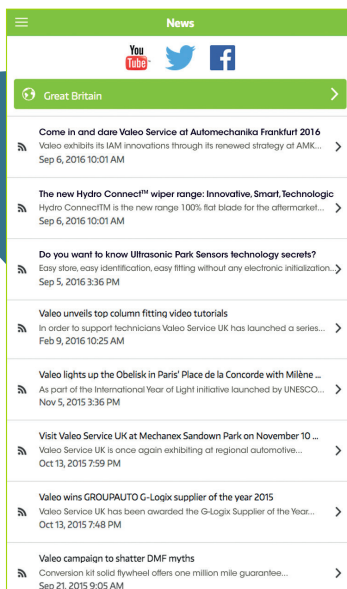 News
You
Tube
Great Britain
Come in and dare Valeo Service at Automechanika Frankfurt 2016
Valeo exhibits its IAM innovations through its renewed strategy at AMK...
Sep 6, 2016 10:01 AM
The new Hydro Connect™ wiper range: Innovative, Smart, Technologic
Hydro ConnectTM is the new range 100% flat blade for the aftermarket...
Sep 6, 2016 10:01 AM
Do you want to know Ultrasonic Park Sensors technology secrets?
Easy store, easy identification, easy fitting without any electronic initialization...
Sep 5, 2016 3:36 PM
Valeo unveils top column fitting video tutorials
In order to support technicians Valeo Service UK has launched a series...
Feb 9, 2016 10:25 AM
Valeo lights up the Obelisk in Paris' Place de la Concorde with Milène ...
As part of the International Year of Light initiative launched by UNESCO...
Nov 5, 2015 3:36 PM
Visit Valeo Service UK at Mechanex Sandown Park on November 10 ...
Valeo Service UK is once again exhibiting at regional automotive...
Oct 13, 2015 7:59 PM
Valeo wins GROUPAUTO G-Logix supplier of the year 2015
Valeo Service UK has been awarded the G-Logix Supplier of the Year...
Oct 13, 2015 7:48 PM
Valeo campaign to shatter DMF myths
Conversion kit solid flywheel offers one million mile guarantee...
Sep 21, 2015 9:05 AM